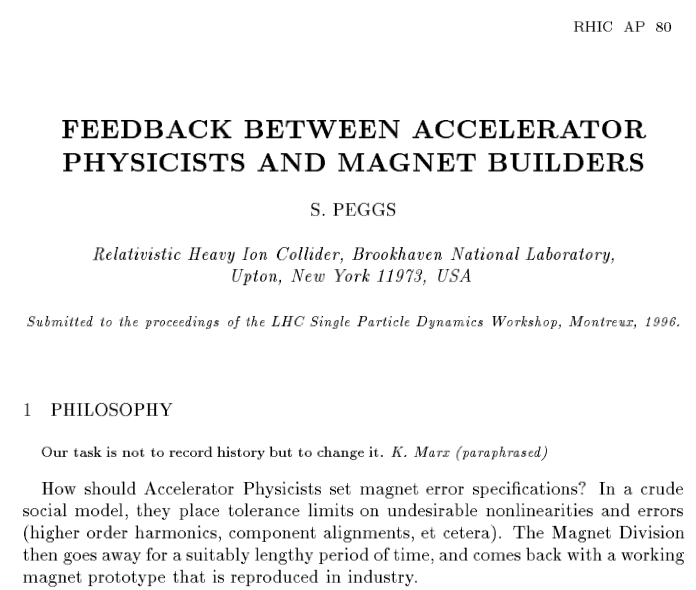 RHIC AP 80
FEEDBACK BETWEEN ACCELERATOR
PHYSICISTS AND MAGNET BUILDERS
S. PEGGS
Relativistic Heavy Ion Collider, Brookhaven National Laboratory,
Upton, New York 11973, USA
Submitted to the proceedings of the LHC Single Particle Dynamics Workshop, Montreux, 1996.
1 PHILOSOPHY
Our task is not to record history but to change it. K. Marx (paraphrased)
How should Accelerator Physicists set magnet error specifications? In a crude
social model, they place tolerance limits on undesirable nonlinearities and errors
(higher order harmonics, component alignments, et cetera). The Magnet Division
then goes away for a suitably lengthy period of time, and comes back with a working
magnet prototype that is reproduced in industry.